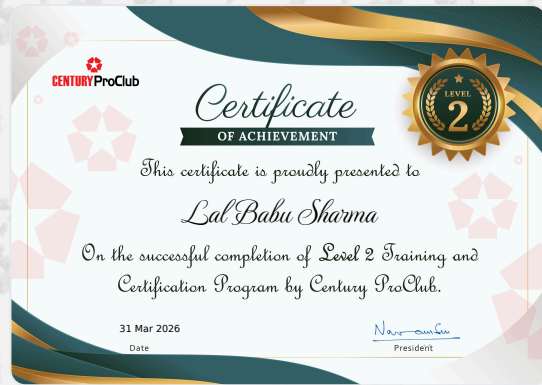 CENTURY ProClub
Certificate
OF ACHIEVEMENT
LEVEL
2
This certificate is proudly presented to
Lal Babu Sharma
On the successful completion of Level 2 Training and
Certification Program by Century ProClub.
31 Mar 2026
Date
President